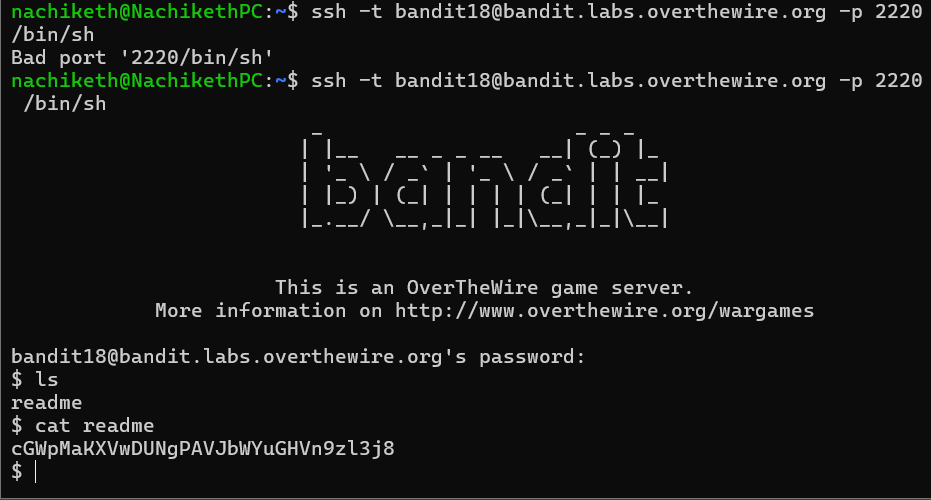 nachiketh@NachikethPC:~$ ssh -t bandit18@bandit.labs.overthewire.org -p 2220
/bin/sh
Bad port '2220/bin/sh'
nachiketh@NachikethPC:~$ ssh -t bandit18@bandit.labs.overthewire.org -p 2220
/bin/sh
bandit
This is an OverTheWire game server.
More information on http://www.overthewire.org/wargames
bandit18@bandit.labs.overthewire.org's password:
$ ls
readme
$ cat readme
cGWpMaKXVwDUNgPAVJbWYuGHVn9zl3j8
$